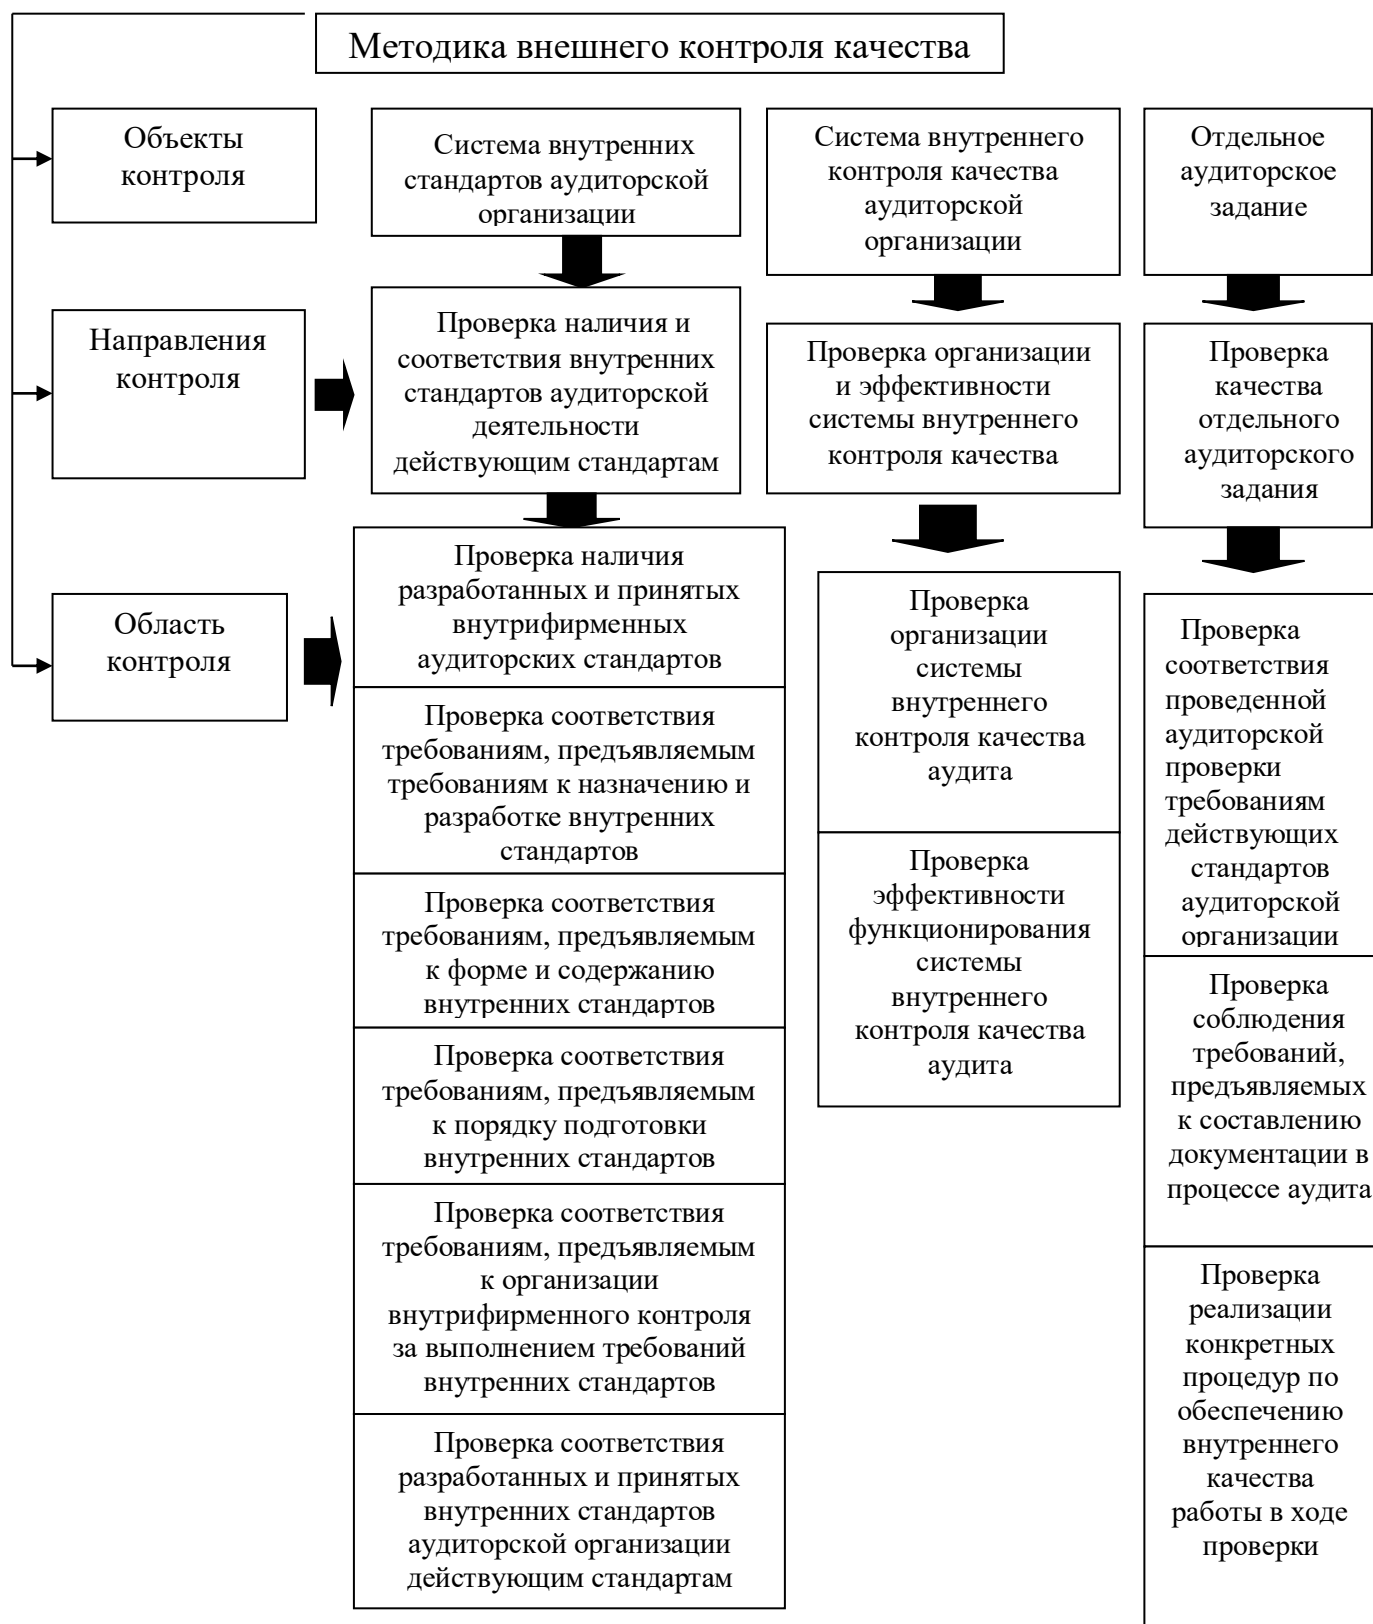 Методика внешнего контроля качества
Объекты
контроля
Система внутренних
стандартов аудиторской
организации
Система внутреннего
контроля качества
аудиторской
организации
Отдельное
аудиторское
задание
Направления
контроля
Проверка наличия и
соответствия внутренних
стандартов аудиторской
деятельности
действующим стандартам
Проверка организации
и эффективности
системы внутреннего
контроля качества
Проверка
качества
отдельного
аудиторского
задания
Область
контроля
Проверка наличия
разработанных и принятых
внутрифирменных
аудиторских стандартов
Проверка соответствия
требованиям, предъявляемым
требованиям к назначению и
разработке внутренних
стандартов
Проверка соответствия
требованиям, предъявляемым
к форме и содержанию
внутренних стандартов
Проверка соответствия
требованиям, предъявляемым
к порядку подготовки
внутренних стандартов
Проверка соответствия
требованиям, предъявляемым
к организации
внутрифирменного контроля
за выполнением требований
внутренних стандартов
Проверка соответствия
разработанных и принятых
внутренних стандартов
аудиторской организации
действующим стандартам
Проверка
организации
системы
внутреннего
контроля качества
аудита
Проверка
эффективности
функционирования
системы
внутреннего
контроля качества
аудита
Проверка
соответствия
проведенной
аудиторской
проверки
требованиям
действующих
стандартов
аудиторской
организации
Проверка
соблюдения
требований,
предъявляемых
к составлению
документации в
процессе аудита
Проверка
реализации
конкретных
процедур по
обеспечению
внутреннего
качества
работы в ходе
проверки